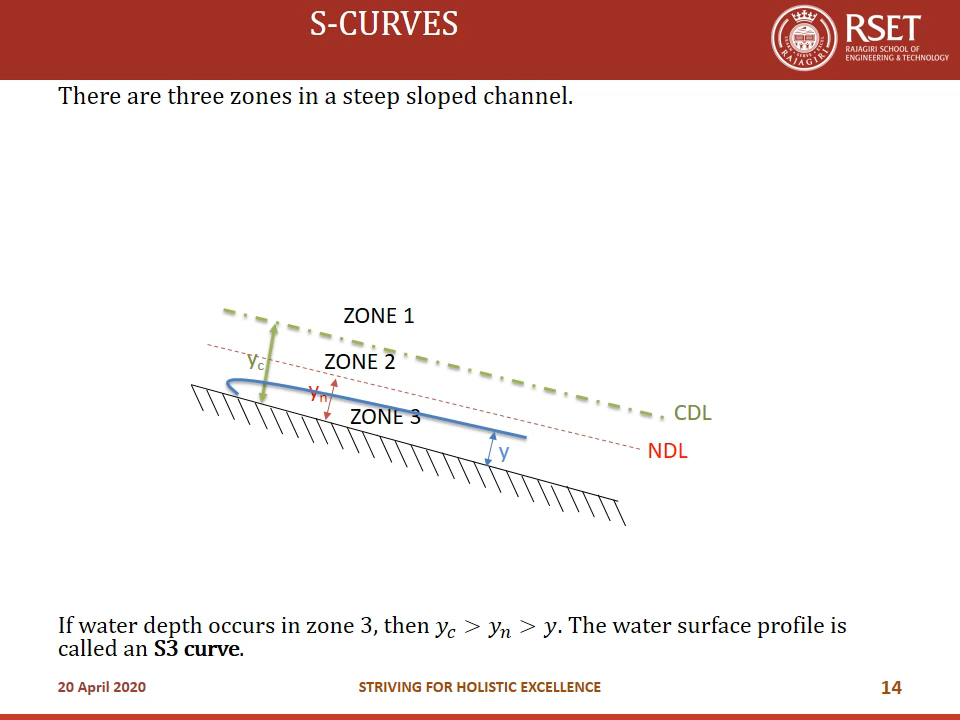 S-CURVES
RSET
RAJAGIRI SCHOOL OF
ENGINEERING & TECHNOLOGY
RAJAGIRI
There are three zones in a steep sloped channel.
ZONE 1
yc
ZONE 2
yn
ZONE 3
CDL
NDL
y
If water depth occurs in zone 3, then yc > yn > y. The water surface profile is
called an S3 curve.
20 April 2020
STRIVING FOR HOLISTIC EXCELLENCE
14